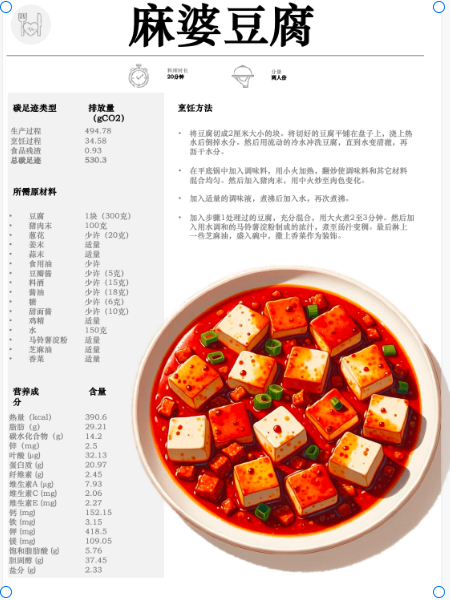 麻婆豆腐
料理时长
20分钟
分量
两人份
碳足迹类型 排放量
（gCO2）
生产过程 494.78
烹饪过程 34.58
食品残渣 0.93
总碳足迹 530.3
所需原材料
• 豆腐 1块（300克）
• 猪肉末 100克
• 葱花 少许（20克）
• 姜末 适量
• 蒜末 适量
• 食用油 少许
• 豆瓣酱 少许（5克）
• 料酒 少许（15克）
• 酱油 少许（18克）
• 糖 少许（6克）
• 甜面酱 少许（10克）
• 鸡精 适量
• 水 150克
• 马铃薯淀粉 适量
• 芝麻油 适量
• 香菜 适量
营养成
分 含量
热量（kcal） 390.6
脂肪（g） 29.21
碳水化合物（g） 14.2
锌（mg） 2.5
叶酸 (μg) 32.13
蛋白质 (g) 20.97
纤维素 (g) 2.45
维生素A (μg) 7.93
维生素C (mg) 2.06
维生素E (mg) 2.27
钙 (mg) 152.15
铁 (mg) 3.15
钾 (mg) 418.5
镁 (mg) 109.05
饱和脂肪酸 (g) 5.76
胆固醇 (g) 37.45
盐分 (g) 2.33
烹饪方法
• 将豆腐切成2厘米大小的块。将切好的豆腐平铺在盘子上，浇上热
水后倒掉水分。然后用流动的冷水冲洗豆腐，直到水变清澈。再
沥干水分。
• 在平底锅中加入调味料，用小火加热，翻炒使调味料和其它材料
混合均匀。然后加入猪肉末，用中火炒至肉色变化。
• 加入适量的调味液，煮沸后加入水，再次煮沸。
• 加入步骤1处理过的豆腐，充分混合，用大火煮2至3分钟。然后加
入用水调和的马铃薯淀粉制成的浓汁，煮至汤汁变稠。最后淋上
一些芝麻油，盛入碗中，撒上香菜作为装饰。